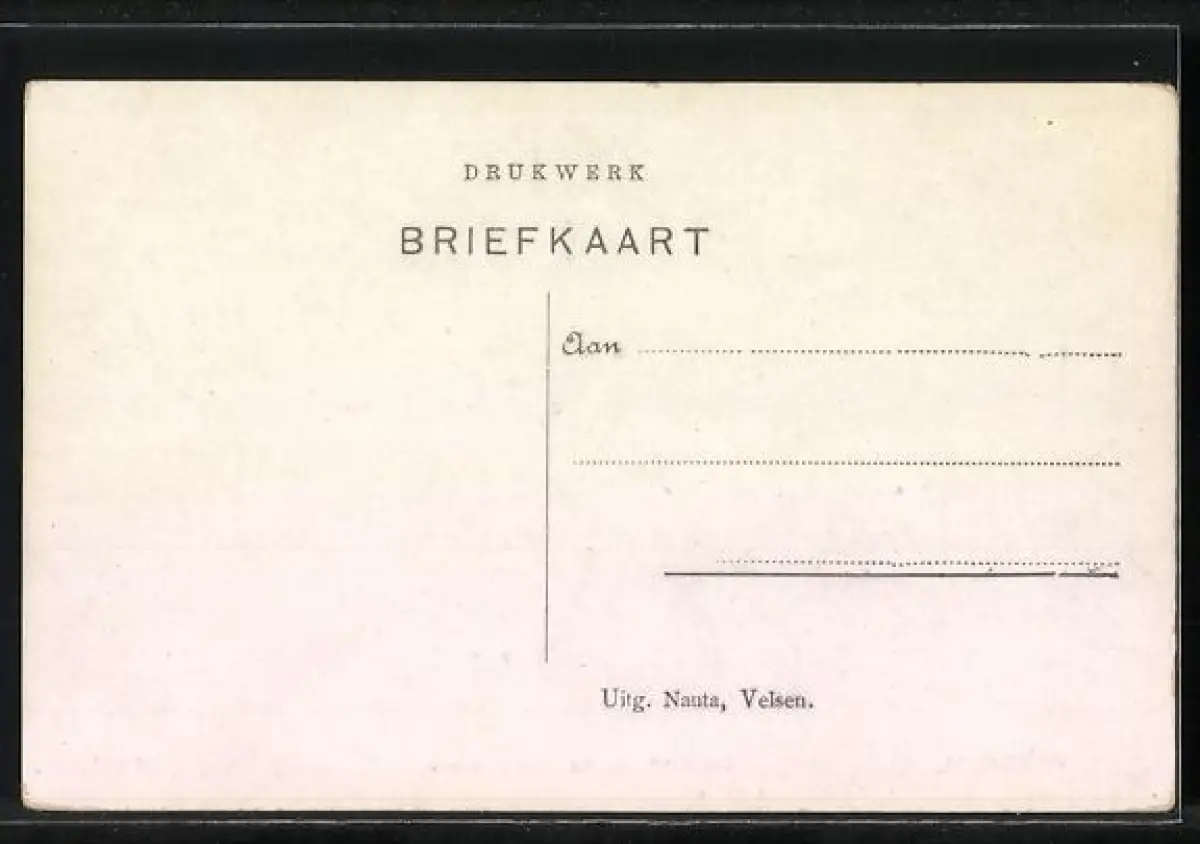 DRUKWERK
BRIEFKAART
Aan
Uitg. Nauta, Velsen.